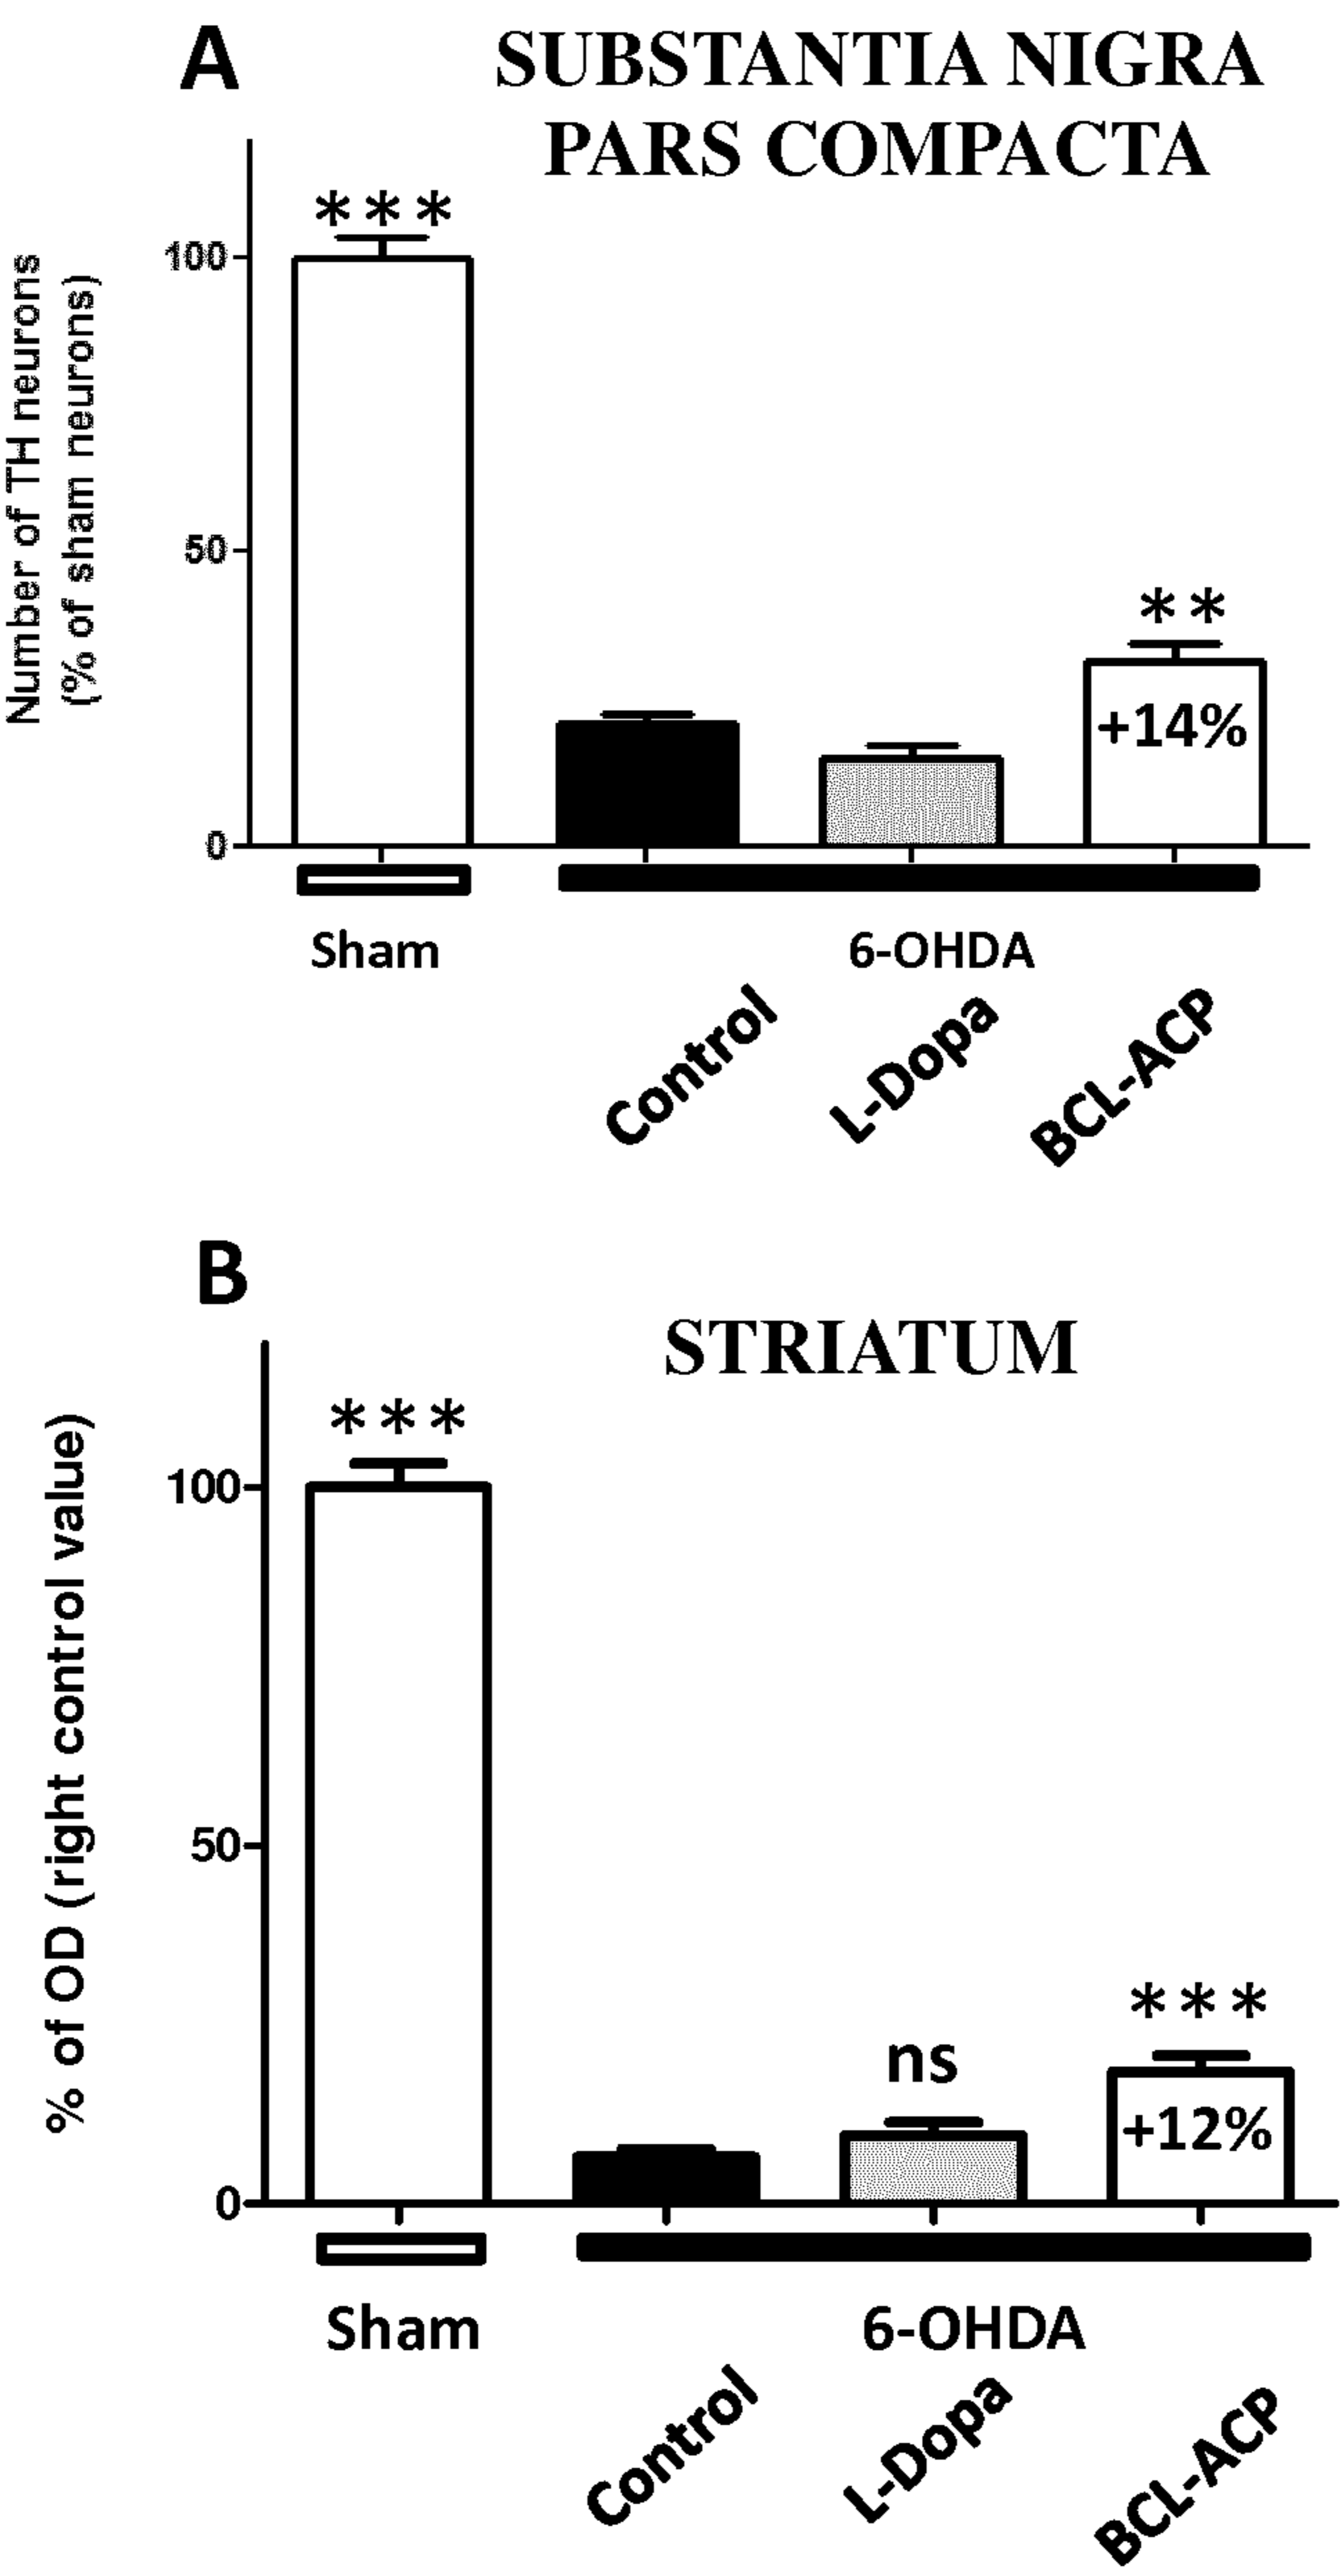 A
SUBSTANTIA NIGRA
PARS COMPACTA
Number of TH neurons
(% of sham neurons)
***
100
50
**
+14%
0
Sham
6-OHDA
Control
L-Dopa
BCL-ACP
B
STRIATUM
% of OD (right control value)
***
100
50
***
ns
+12%
0
Sham
6-OHDA
Control
L-Dopa
BCL-ACP